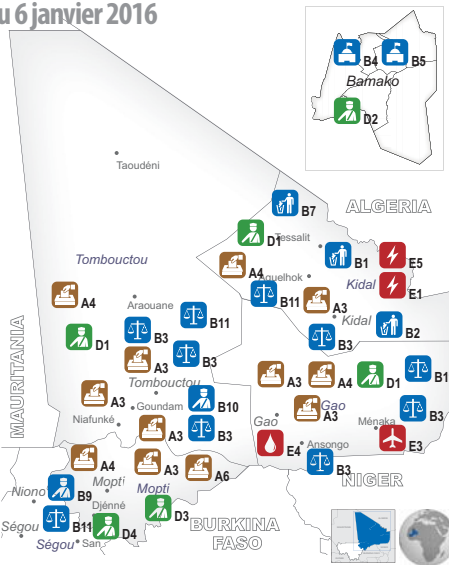 u 6 janvier 2016
B4
B5
Bamako
D2
Taoudéni
ALGERIA
B7
D1
Tessalit
Tombouctou
A4
B1
E5
Aguelhok
Kidal
E1
A4
B11
A3
Araouane
B11
Kidal
B2
D1
B3
B3
B3
A3
MAURITANIA
A3
A4
D1
B1
Tombouctou
A3
B10
Goundam
Gao
A3
B3
Niafunké
Gao
Ménaka
A3
B3
E4
Ansongo
E3
A4
A3
A6
B3
Mopti
NIGER
Niono
B9
Mopti
Djénné
D3
Ségou
B11
D4
BURKINA
FASO
Ségou
San